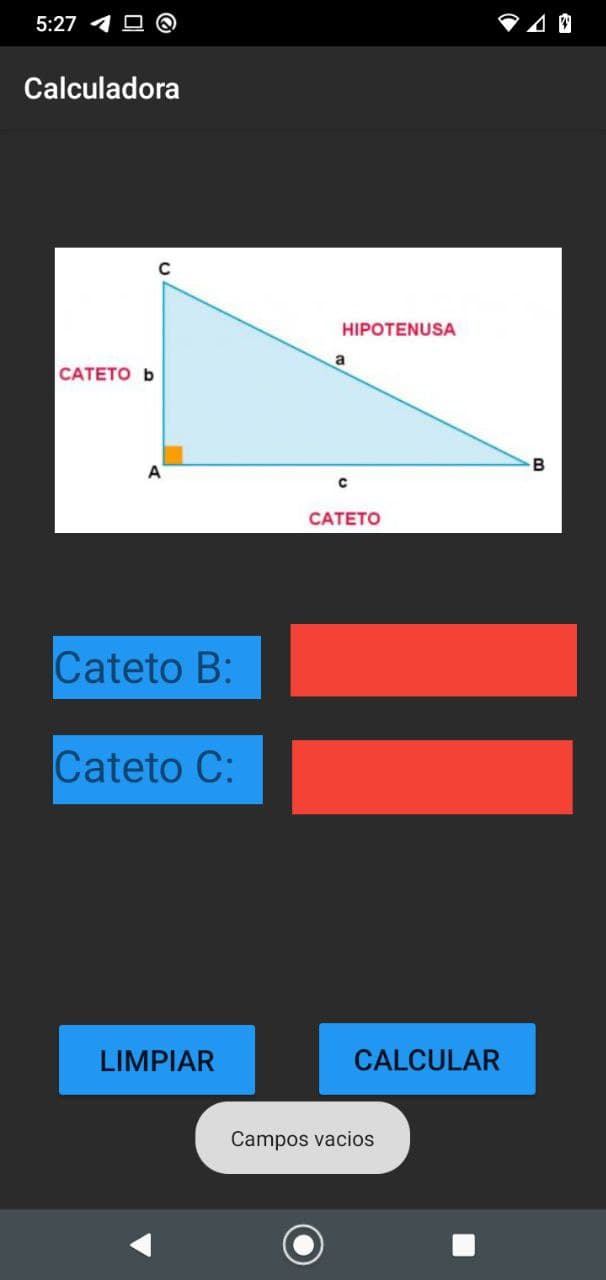 5:27
Calculadora
C
HIPOTENUSA
a
CATETO b
A
B
c
CATETO
Cateto B:
Cateto C:
LIMPIAR
CALCULAR
Campos vacios